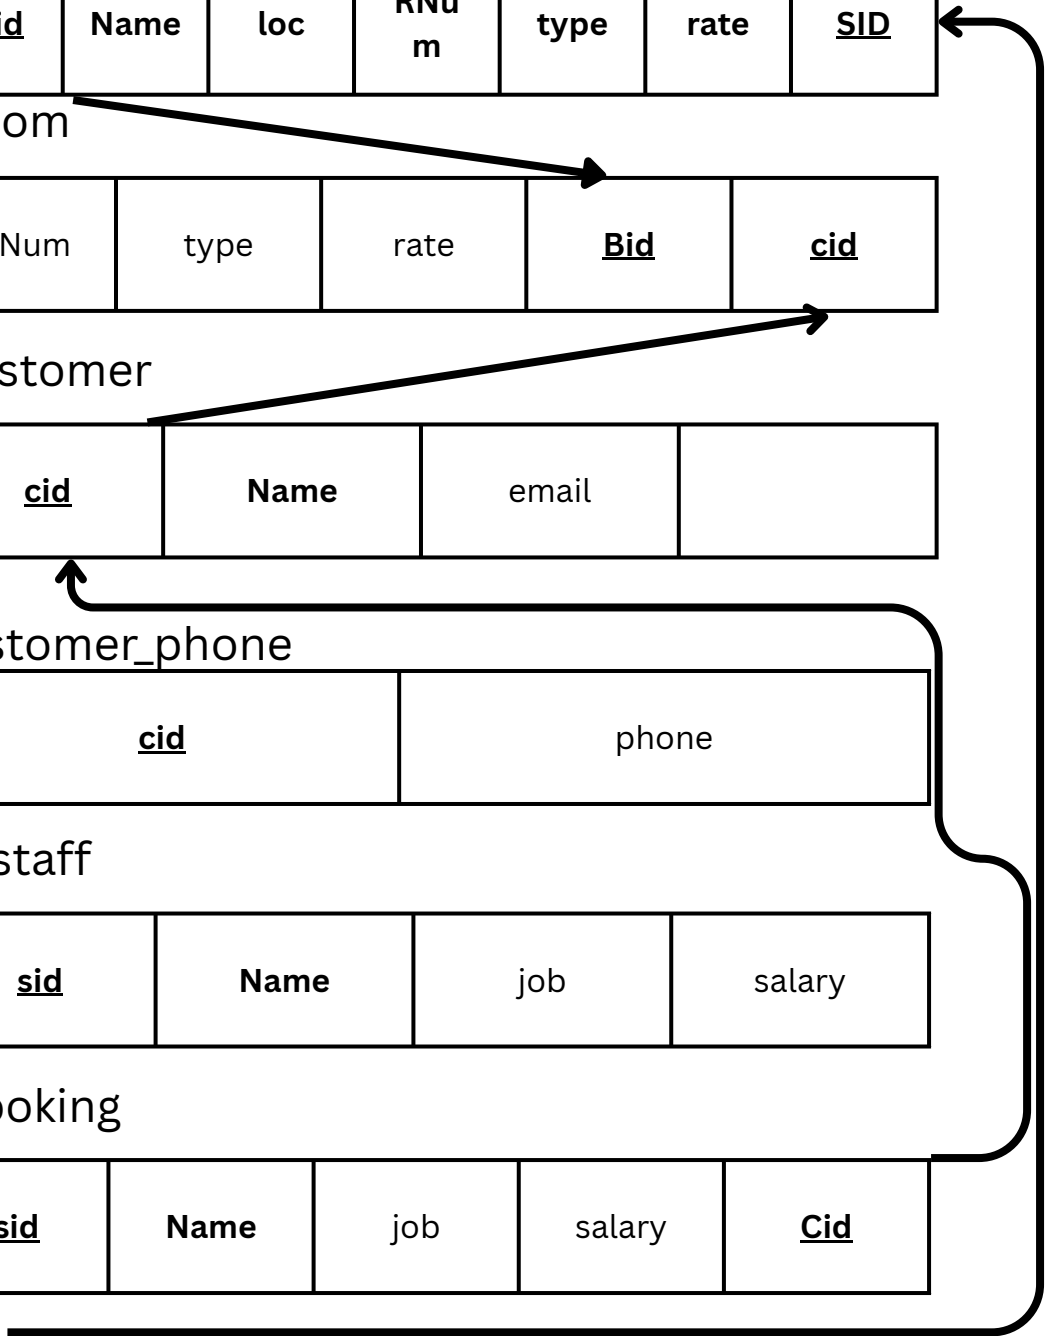 id Name loc RNu
m type rate SID
om
Num type rate Bid cid
stomer
cid Name email
stomer_phone
cid phone
staff
sid Name job salary
ooking
sid Name job salary Cid